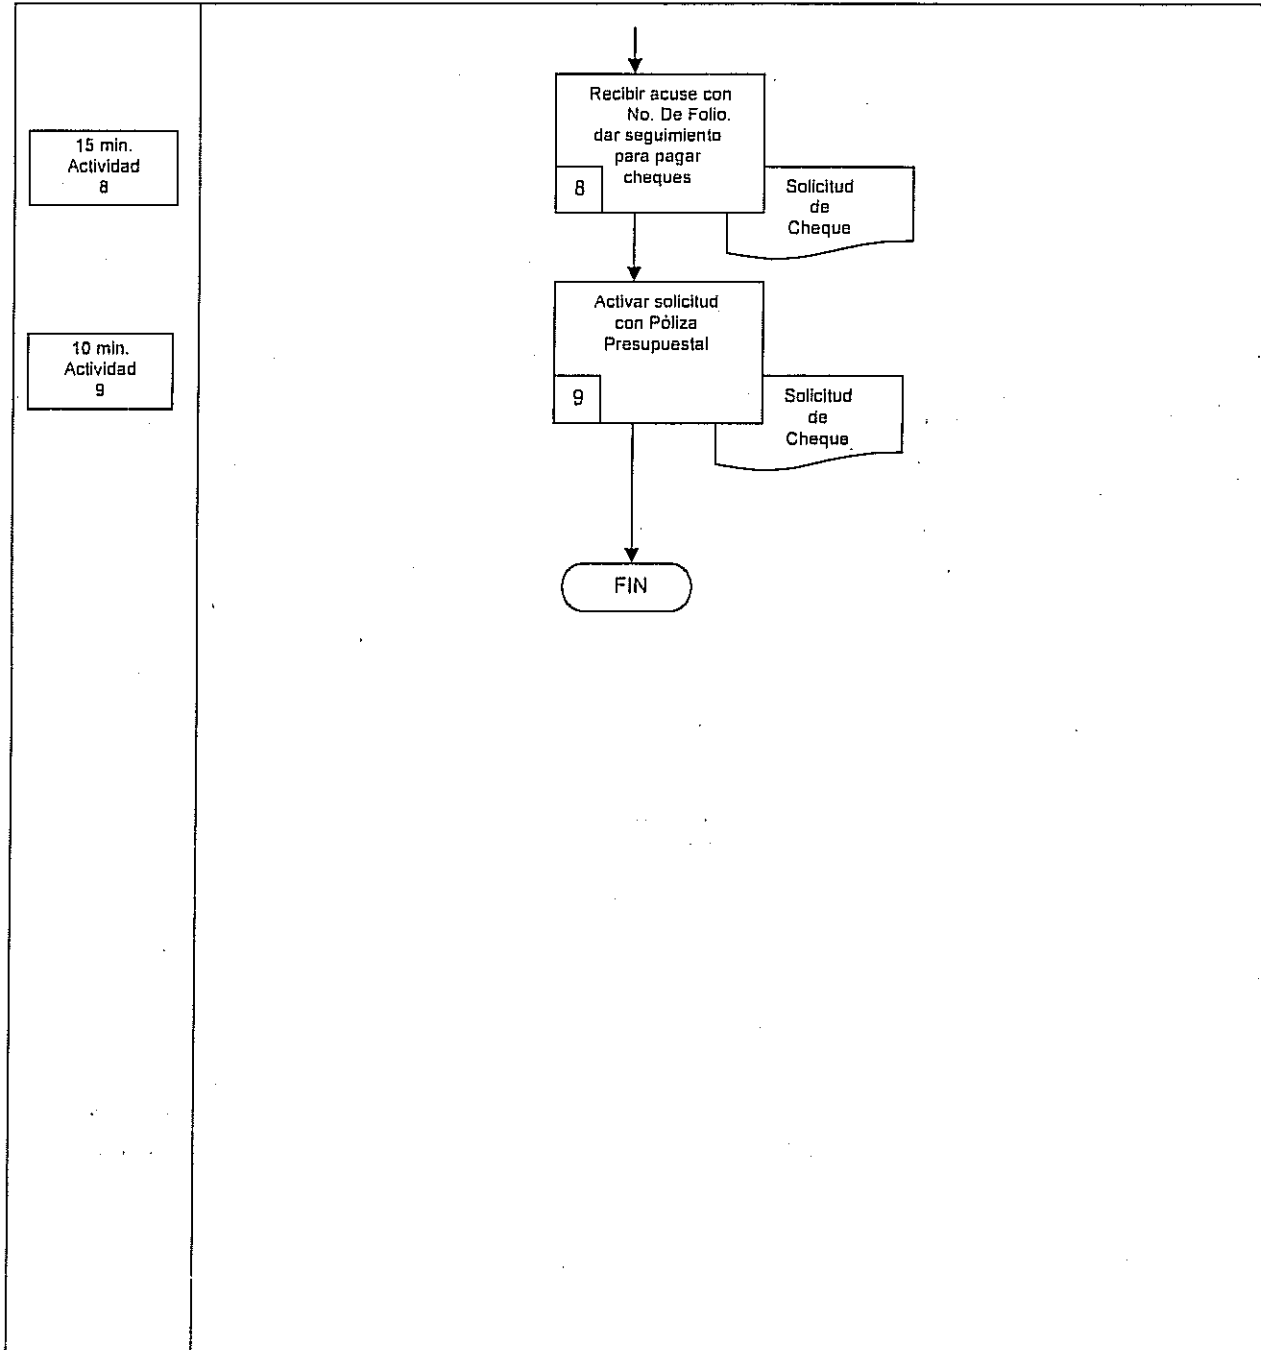 15 min.
Actividad
8
Recibir acuse con
No. De Folio.
dar seguimiento
para pagar
cheques
8
Solicitud
de
Cheque
10 min.
Actividad
9
Activar solicitud
con Póliza
Presupuestal
9
Solicitud
de
Cheque
FIN